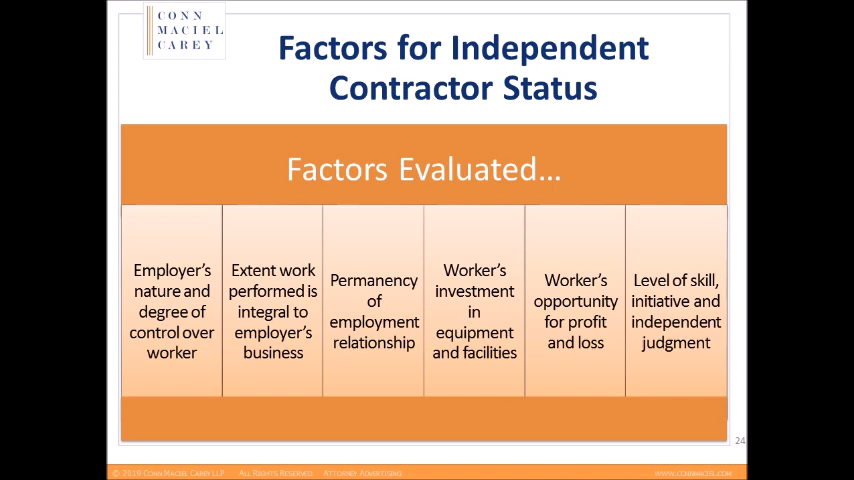 CONN
MACIEL
CAREY
Factors for Independent
Contractor Status
Factors Evaluated…
Employer’s
nature and
degree of
control over
worker
Extent work
performed is
integral to
employer’s
business
Permanency
of
employment
relationship
Worker’s
investment
in
equipment
and facilities
Worker’s
opportunity
for profit
and loss
Level of skill,
initiative and
independent
judgment
24
© 2019 CONN MACIEL CAREY LLP ALL RIGHTS RESERVED ATTORNEY ADVERTISING WWW.CONNMACIEL.COM